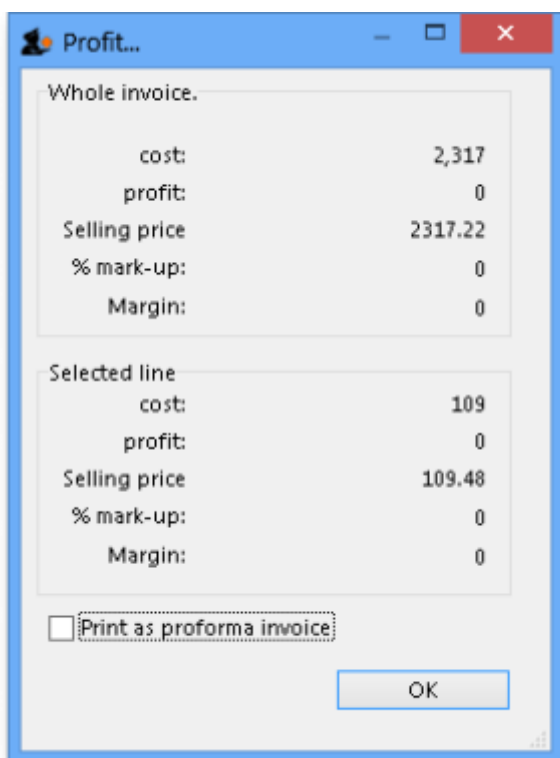 Profit...
Whole invoice.
cost: 2,317
profit: 0
Selling price 2317.22
% mark-up: 0
Margin: 0
Selected line
cost: 109
profit: 0
Selling price 109.48
% mark-up: 0
Margin: 0
Print as proforma invoice
OK